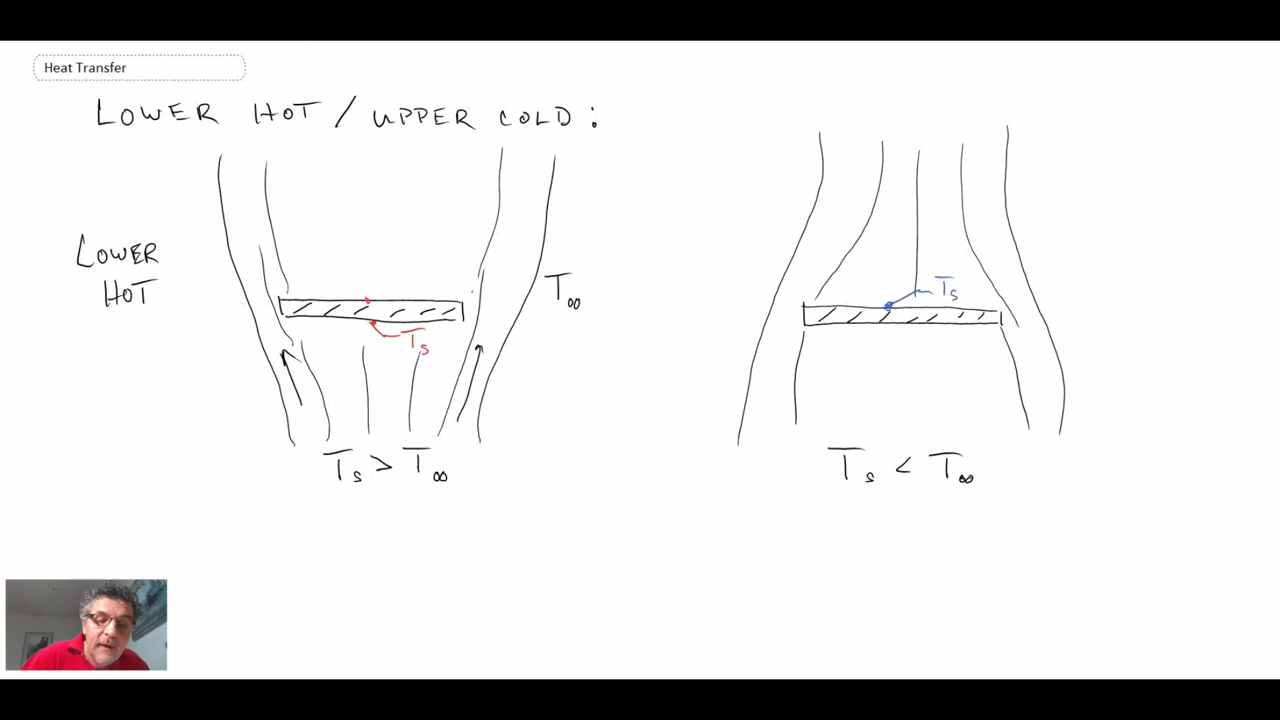 Heat Transfer
LOWER HOT / UPPER COLD :
LOWER
HOT
T∞
Ts
Ts
Ts > T∞
Ts < T∞